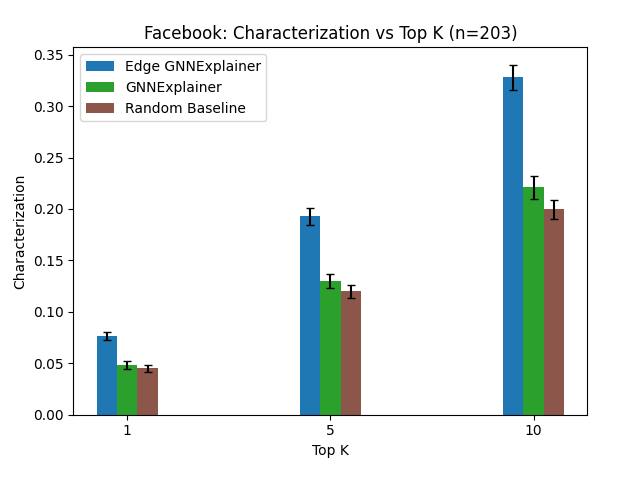 Facebook: Characterization vs Top K (n=203)
Edge GNNExplainer
GNNExplainer
Random Baseline
Characterization
0.35
0.30
0.25
0.20
0.15
0.10
0.05
0.00
1
5
10
Top K